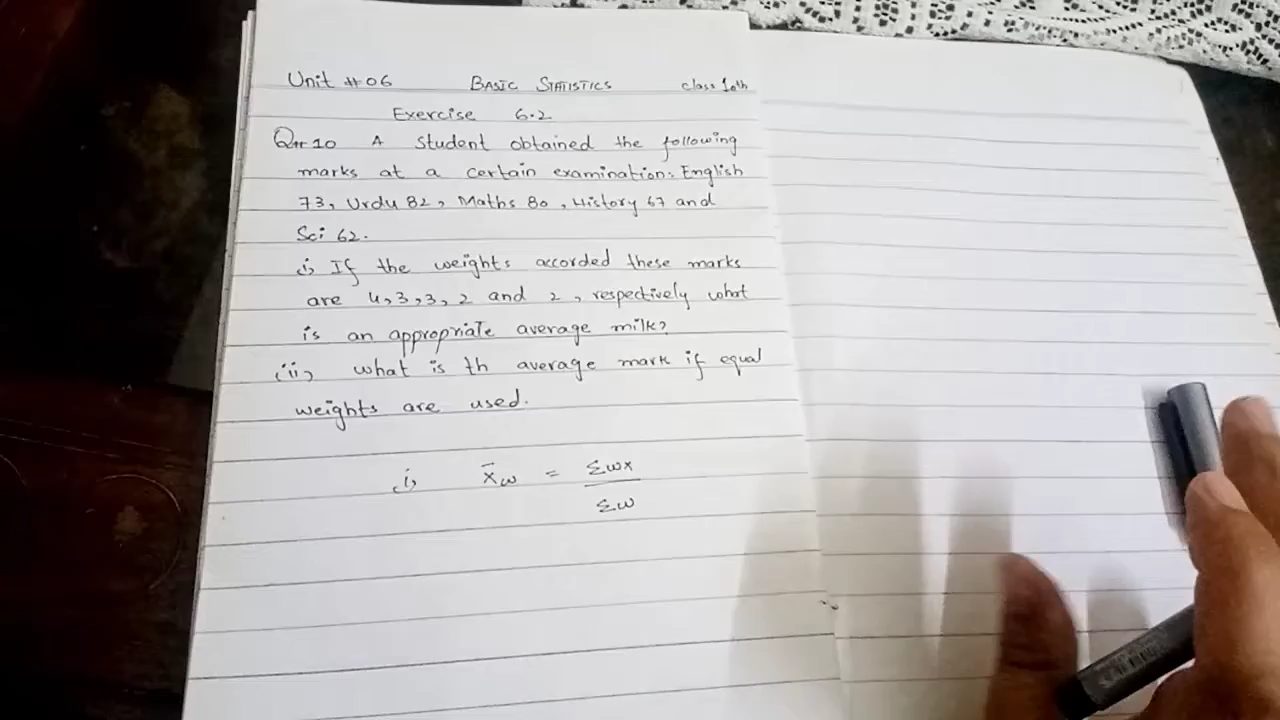 Unit # 06 BASIC STATISTICS class 10th
Exercise 6.2
Q# 10 A student obtained the following
marks at a certain examination: English
73, Urdu 82, Maths 80, History 67 and
Sci 62.
i, If the weights accorded these marks
are 4,3,3,2 and 2, respectively what
is an appropriate average milk?
ii, what is th average mark if equal
weights are used.
i, x̄w = Σwx
Σw